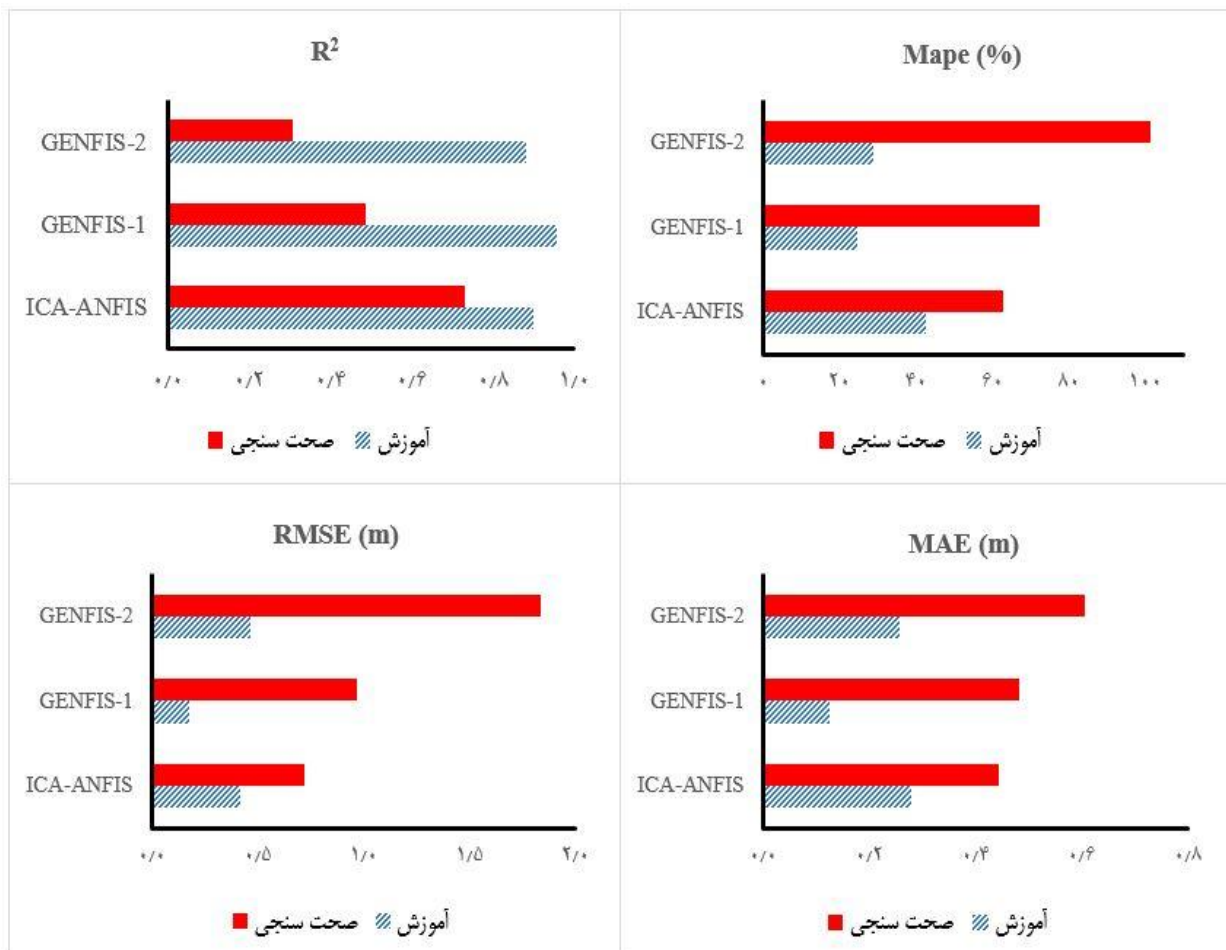 R²
GENFIS-2
GENFIS-1
ICA-ANFIS
۰/۰ ۰/۲ ۰/۴ ۰/۶ ۰/۸ ۱/۰
آموزش صحت سنجی
Mape (%)
GENFIS-2
GENFIS-1
ICA-ANFIS
۰ ۲۰ ۴۰ ۶۰ ۸۰ ۱۰۰
آموزش صحت سنجی
RMSE (m)
GENFIS-2
GENFIS-1
ICA-ANFIS
۰/۰ ۰/۵ ۱/۰ ۱/۵ ۲/۰
آموزش صحت سنجی
MAE (m)
GENFIS-2
GENFIS-1
ICA-ANFIS
۰/۰ ۰/۲ ۰/۴ ۰/۶ ۰/۸
آموزش صحت سنجی